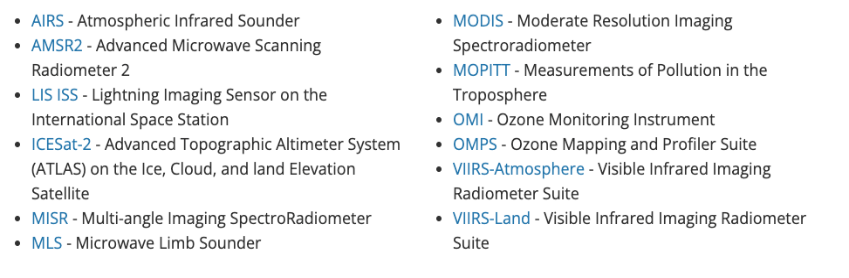 AIRS - Atmospheric Infrared Sounder
AMSR2 - Advanced Microwave Scanning
Radiometer 2
LIS ISS - Lightning Imaging Sensor on the
International Space Station
ICESat-2 - Advanced Topographic Altimeter System
(ATLAS) on the Ice, Cloud, and land Elevation
Satellite
MISR - Multi-angle Imaging SpectroRadiometer
MLS - Microwave Limb Sounder
MODIS - Moderate Resolution Imaging
Spectroradiometer
MOPITT - Measurements of Pollution in the
Troposphere
OMI - Ozone Monitoring Instrument
OMPS - Ozone Mapping and Profiler Suite
VIIRS-Atmosphere - Visible Infrared Imaging
Radiometer Suite
VIIRS-Land - Visible Infrared Imaging Radiometer
Suite